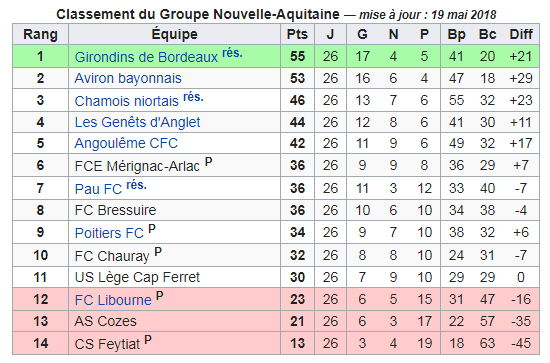 Classement du Groupe Nouvelle-Aquitaine — mise à jour : 19 mai 2018
Rang Équipe Pts J G N P Bp Bc Diff
1 Girondins de Bordeaux rés. 55 26 17 4 5 41 20 +21
2 Aviron bayonnais 53 26 16 6 4 47 18 +29
3 Chamois niortais rés. 46 26 13 7 6 55 32 +23
4 Les Genêts d'Anglet 44 26 12 8 6 41 30 +11
5 Angoulême CFC 42 26 11 9 6 49 32 +17
6 FCE Mérignac-Arlac P 36 26 9 9 8 36 29 +7
7 Pau FC rés. 36 26 11 3 12 33 40 -7
8 FC Bressuire 36 26 10 6 10 34 38 -4
9 Poitiers FC P 34 26 9 7 10 38 32 +6
10 FC Chauray P 32 26 8 8 10 24 31 -7
11 US Lège Cap Ferret 30 26 7 9 10 29 29 0
12 FC Libourne P 23 26 6 5 15 31 47 -16
13 AS Cozes 21 26 6 3 17 22 57 -35
14 CS Feytiat P 13 26 3 4 19 18 63 -45